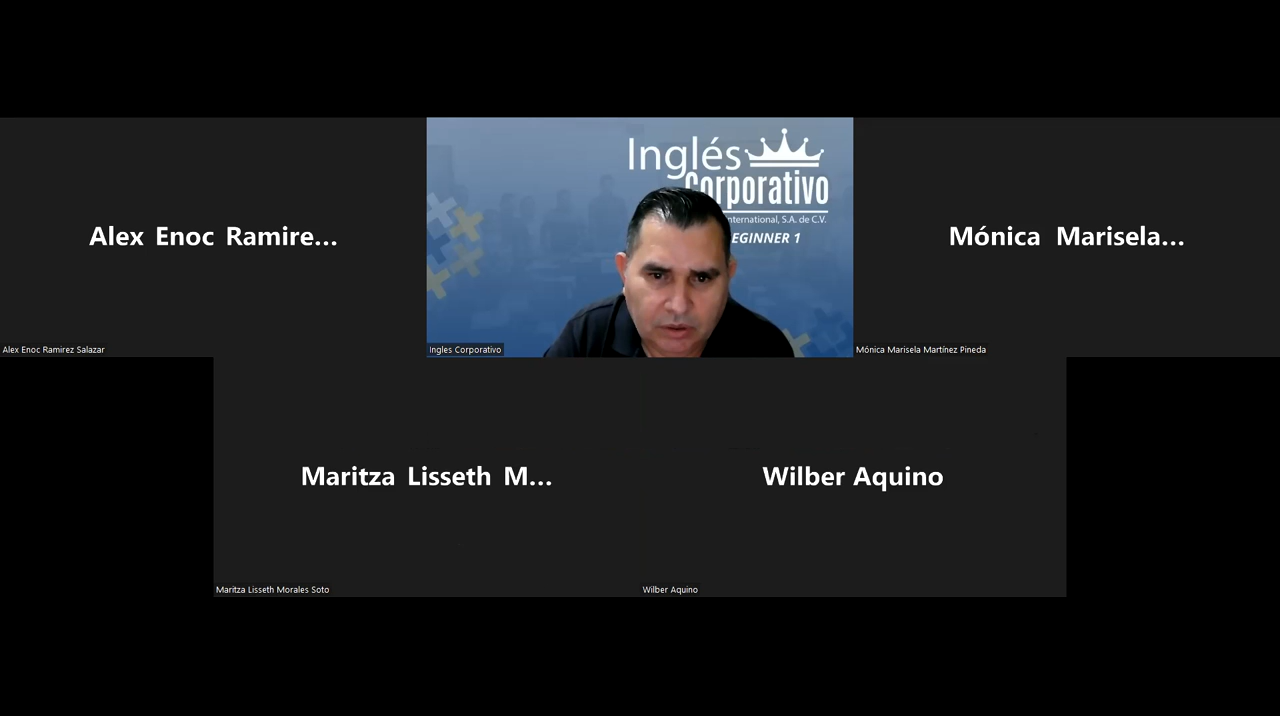 Inglés
Corporativo
International, S.A. de C.V.
EGINNER 1
Alex Enoc Ramire...
Mónica Marisela...
Alex Enoc Ramirez Salazar
Ingles Corporativo
Mónica Marisela Martínez Pineda
Maritza Lisseth M...
Wilber Aquino
Maritza Lisseth Morales Soto
Wilber Aquino